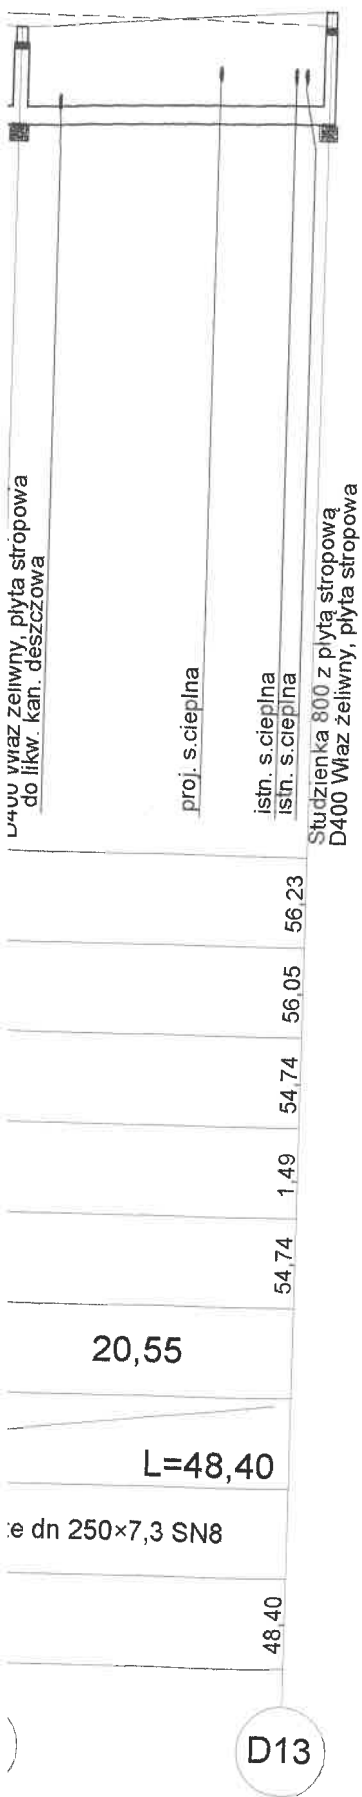 D400 Właz żeliwny, płyta stropowa
do likw. kan. deszczowa
proj. s.cieplna
istn. s.cieplna
istn. s.cieplna
Studzienka 800 z płytą stropową
D400 Właz żeliwny, płyta stropowa
56,23
56,05
54,74
1,49
54,74
20,55
L=48,40
dn 250×7,3 SN8
48,40
D13